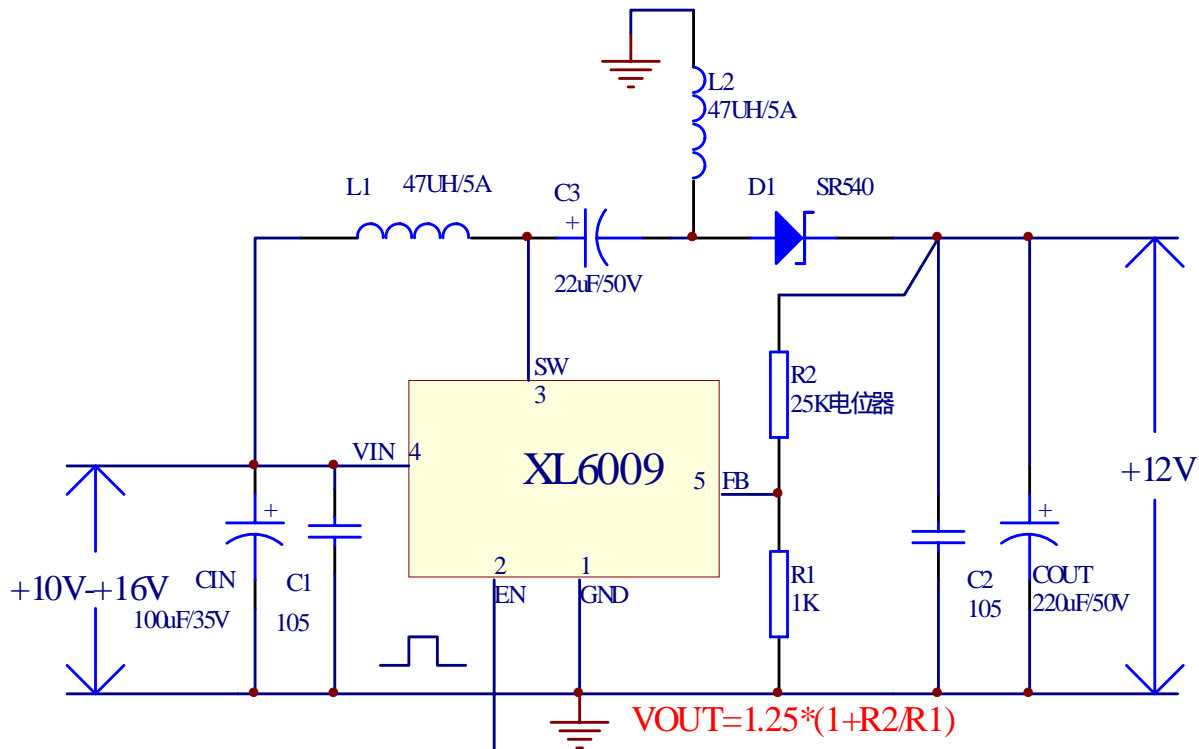 L2
47UH/5A
L1
47UH/5A
C3
+
22uF/50V
D1
SR540
SW
3
R2
25K电位器
VIN
4
XL6009
5
FB
+12V
+
+
+10V-+16V
CIN
100uF/35V
C1
105
2
EN
1
GND
R1
1K
C2
105
COUT
220uF/50V
VOUT=1.25*(1+R2/R1)